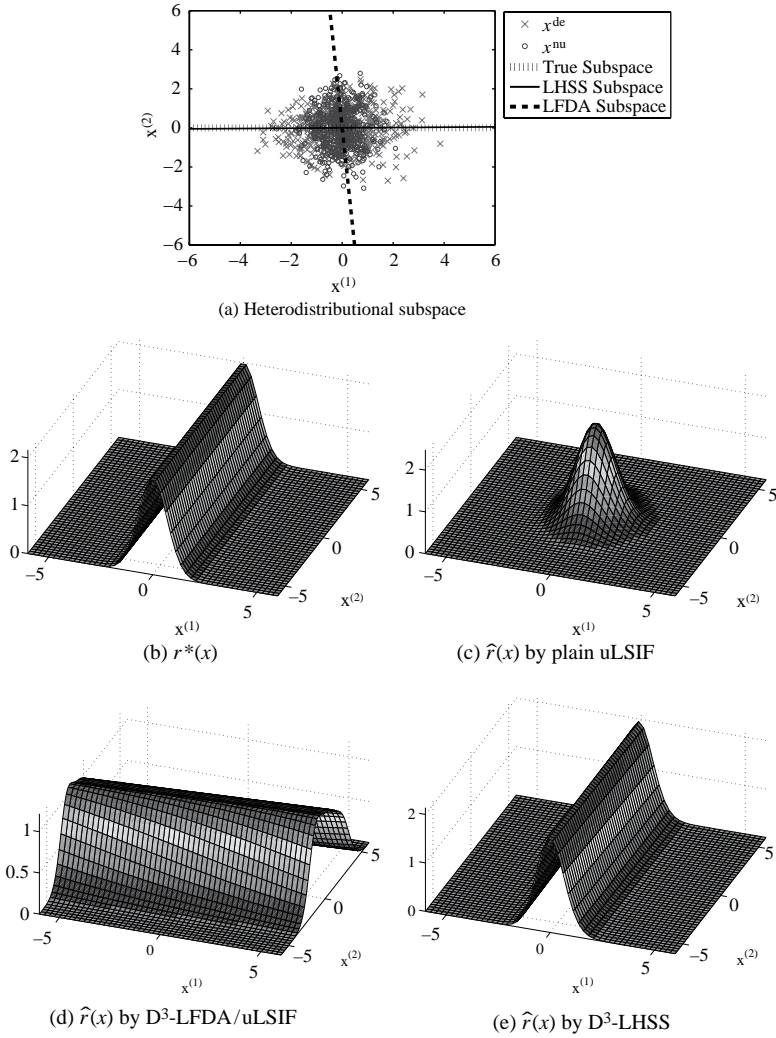 6
4
2
0
−2
−4
−6
x(2)
−6 −4 −2 0 2 4 6
x(1)
x^de
x^nu
True Subspace
LHSS Subspace
LFDA Subspace
(a) Heterodistributional subspace
2
1
0
−5
0
5
x(1)
−5
0
5
x(2)
(b) r*(x)
2
1
0
−5
0
5
x(1)
−5
0
5
x(2)
(c) r̂(x) by plain uLSIF
1
0.5
0
−5
0
5
x(1)
−5
0
5
x(2)
(d) r̂(x) by D³-LFDA/uLSIF
2
1
0
−5
0
5
x(1)
−5
0
5
x(2)
(e) r̂(x) by D³-LHSS